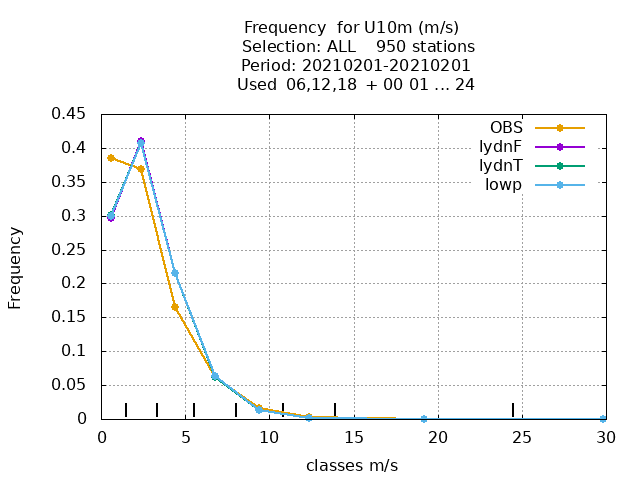 Frequency  for U10m (m/s)
Selection: ALL    950 stations
Period: 20210201-20210201
Used  06,12,18  + 00 01 ... 24
0.45
0.4
0.35
0.3
0.25
0.2
0.15
0.1
0.05
0
Frequency
OBS
lydnF
lydnT
lowp
0 5 10 15 20 25 30
classes m/s